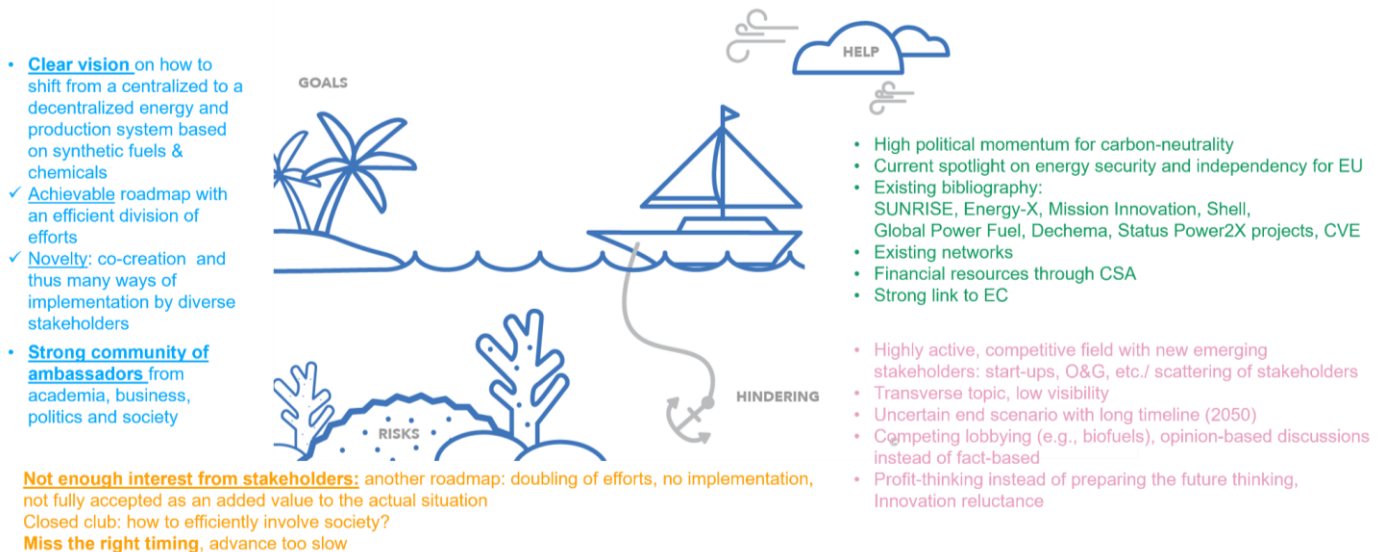 HELP
GOALS
• Clear vision on how to
shift from a centralized to a
decentralized energy and
production system based
on synthetic fuels &
chemicals
✓ Achievable roadmap with
an efficient division of
efforts
✓ Novelty: co-creation and
thus many ways of
implementation by diverse
stakeholders
• Strong community of
ambassadors from
academia, business,
politics and society
• High political momentum for carbon-neutrality
• Current spotlight on energy security and independency for EU
• Existing bibliography:
SUNRISE, Energy-X, Mission Innovation, Shell,
Global Power Fuel, Dechema, Status Power2X projects, CVE
• Existing networks
• Financial resources through CSA
• Strong link to EC
HINDERING
• Highly active, competitive field with new emerging
stakeholders: start-ups, O&G, etc./ scattering of stakeholders
• Transverse topic, low visibility
• Uncertain end scenario with long timeline (2050)
• Competing lobbying (e.g., biofuels), opinion-based discussions
instead of fact-based
• Profit-thinking instead of preparing the future thinking,
Innovation reluctance
RISKS
Not enough interest from stakeholders: another roadmap: doubling of efforts, no implementation,
not fully accepted as an added value to the actual situation
Closed club: how to efficiently involve society?
Miss the right timing, advance too slow